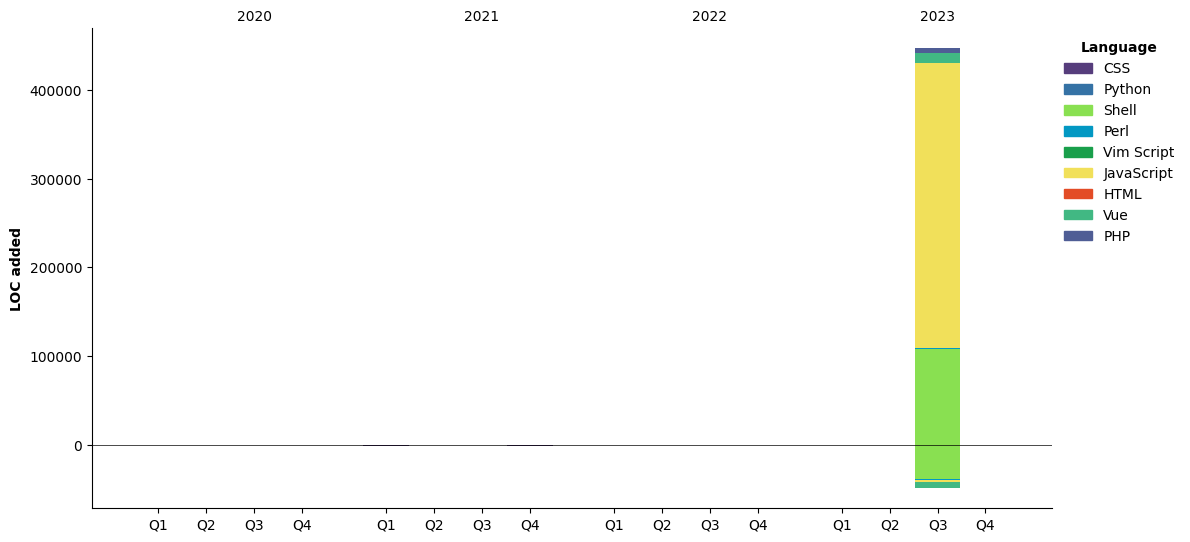 2020 2021 2022 2023
LOC added
400000
300000
200000
100000
0
Q1 Q2 Q3 Q4 Q1 Q2 Q3 Q4 Q1 Q2 Q3 Q4 Q1 Q2 Q3 Q4
Language
CSS
Python
Shell
Perl
Vim Script
JavaScript
HTML
Vue
PHP